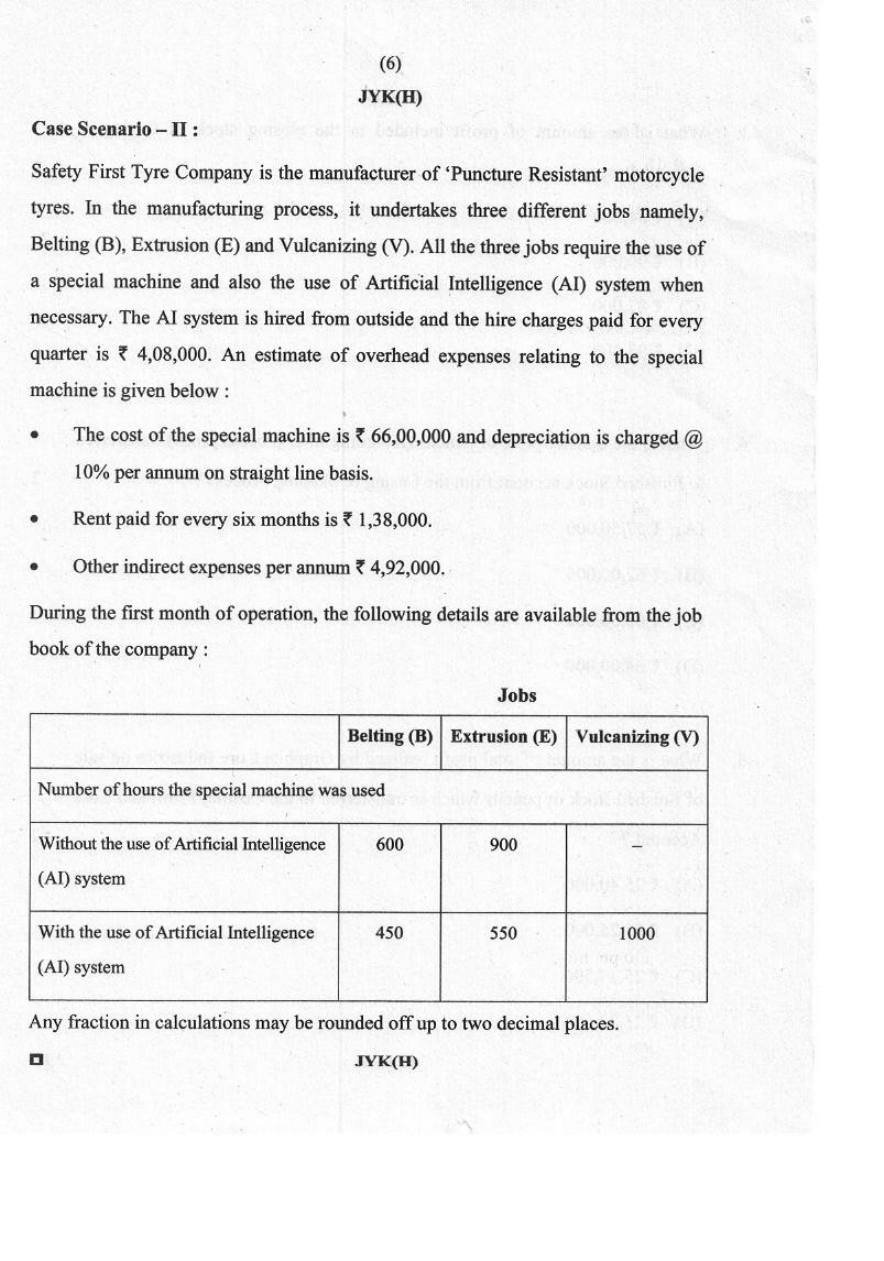 (6)
JYK(H)
Case Scenario – II :
Safety First Tyre Company is the manufacturer of ‘Puncture Resistant’ motorcycle
tyres. In the manufacturing process, it undertakes three different jobs namely,
Belting (B), Extrusion (E) and Vulcanizing (V). All the three jobs require the use of
a special machine and also the use of Artificial Intelligence (AI) system when
necessary. The AI system is hired from outside and the hire charges paid for every
quarter is ₹ 4,08,000. An estimate of overhead expenses relating to the special
machine is given below :
• The cost of the special machine is ₹ 66,00,000 and depreciation is charged @
10% per annum on straight line basis.
• Rent paid for every six months is ₹ 1,38,000.
• Other indirect expenses per annum ₹ 4,92,000.
During the first month of operation, the following details are available from the job
book of the company :
Jobs
Belting (B) Extrusion (E) Vulcanizing (V)
Number of hours the special machine was used
Without the use of Artificial Intelligence 600 900 –
(AI) system
With the use of Artificial Intelligence 450 550 1000
(AI) system
Any fraction in calculations may be rounded off up to two decimal places.
JYK(H)